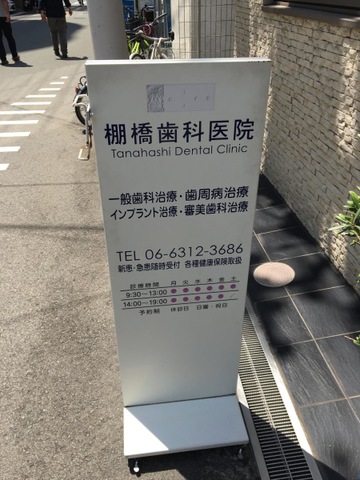 棚橋歯科医院
Tanahashi Dental Clinic
一般歯科治療・歯周病治療
インプラント治療・審美歯科治療
TEL 06-6312-3686
新患・急患随時受付 各種健康保険取扱
診療時間 月 火 水 木 金 土
9:30〜13:00 ● ● ● ● ● ●
14:00〜19:00 ● ● ● ● ● /
予約制 休診日 日曜・祝日